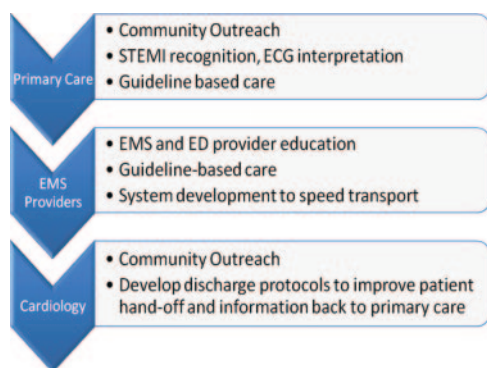 Primary Care
• Community Outreach
• STEMI recognition, ECG interpretation
• Guideline based care
EMS
Providers
• EMS and ED provider education
• Guideline-based care
• System development to speed transport
Cardiology
• Community Outreach
• Develop discharge protocols to improve patient
hand-off and information back to primary care